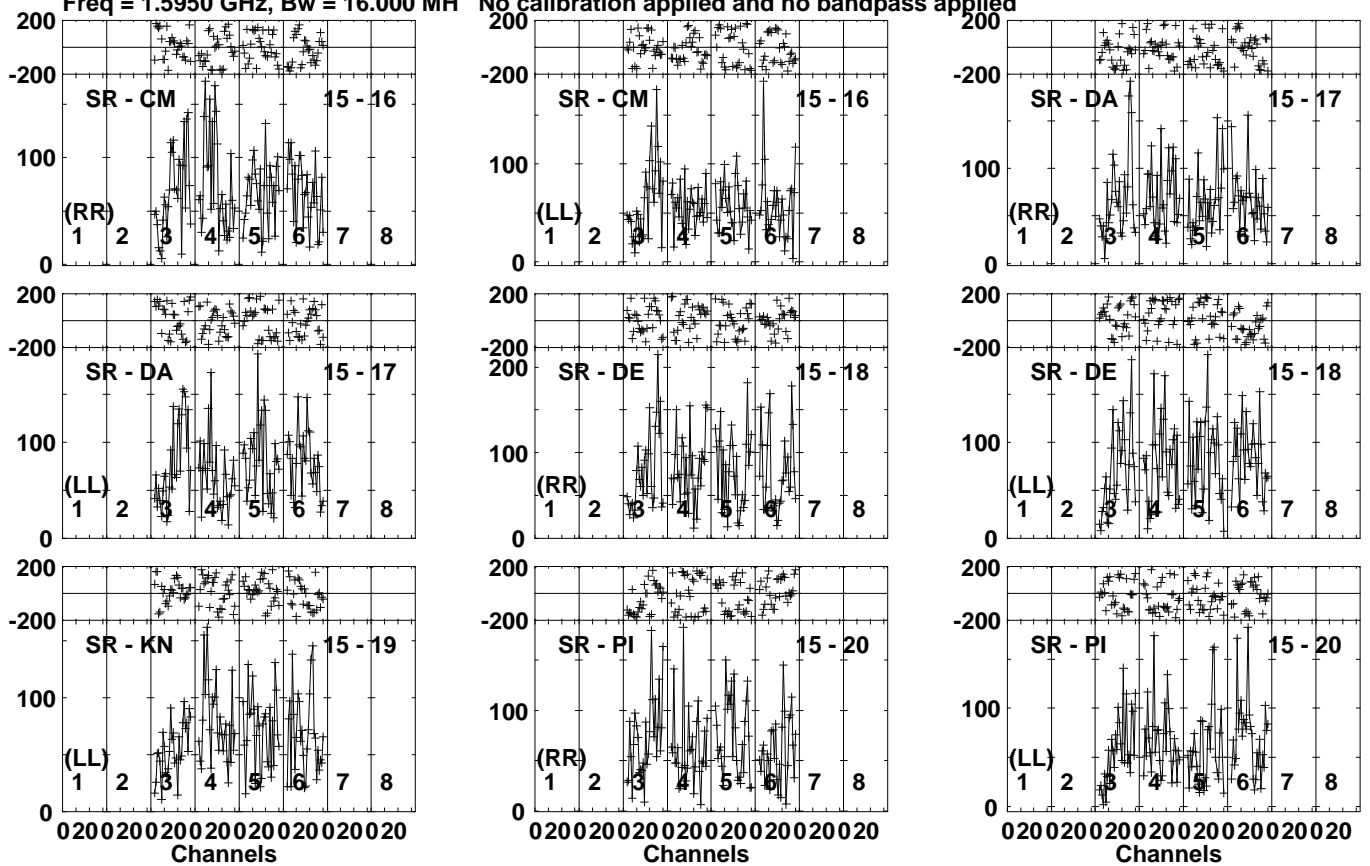 Freq = 1.5950 GHz, Bw = 16.000 MH No calibration applied and no bandpass applied
200 200 200
-200 -200 -200
SR - CM 15 - 16 SR - CM 15 - 16 SR - DA 15 - 17
100 100 100
(RR) (LL) (RR)
1 2 3 4 5 6 7 8 1 2 3 4 5 6 7 8 1 2 3 4 5 6 7 8
0 0 0
200 200 200
-200 -200 -200
200
SR - DA 15 - 17 SR - DE 15 - 18 SR - DE 15 - 18
100 100 100
(LL) (RR) (LL)
1 2 3 4 5 6 7 8 1 2 3 4 5 6 7 8 1 2 3 4 5 6 7 8
0 0 0
200 200 200
-200 -200 -200
SR - KN 15 - 19 SR - PI 15 - 20 SR - PI 15 - 20
100 100 100
(LL) (RR) (LL)
1 2 3 4 5 6 7 8 1 2 3 4 5 6 7 8 1 2 3 4 5 6 7 8
0 0 0
0 20 0 20 0 20 0 20 0 20 0 20 0 20 0 20 0 20 0 20 0 20 0 20 0 20 0 20 0 20 0 20 0 20 0 20 0 20 0 20 0 20 0 20 0 20 0 20
Channels Channels Channels